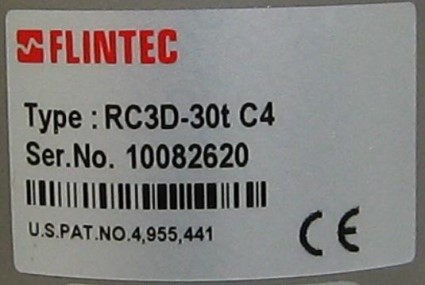 FLINTEC
Type : RC3D-30t C4
Ser.No. 10082620
U.S.PAT.NO.4,955,441
CE